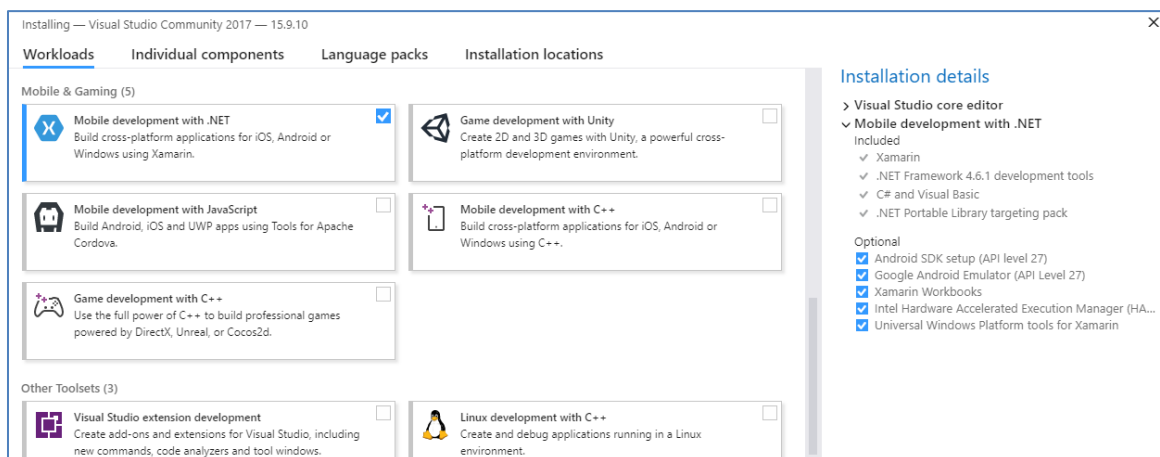 Installing — Visual Studio Community 2017 — 15.9.10
Workloads Individual components Language packs Installation locations
Mobile & Gaming (5)
Mobile development with .NET
Build cross-platform applications for iOS, Android or
Windows using Xamarin.
Game development with Unity
Create 2D and 3D games with Unity, a powerful cross-
platform development environment.
Mobile development with JavaScript
Build Android, iOS and UWP apps using Tools for Apache
Cordova.
Mobile development with C++
Build cross-platform applications for iOS, Android or
Windows using C++.
Game development with C++
Use the full power of C++ to build professional games
powered by DirectX, Unreal, or Cocos2d.
Other Toolsets (3)
Visual Studio extension development
Create add-ons and extensions for Visual Studio, including
new commands, code analyzers and tool windows.
Linux development with C++
Create and debug applications running in a Linux
environment.
Installation details
Visual Studio core editor
Mobile development with .NET
Included
Xamarin
.NET Framework 4.6.1 development tools
C# and Visual Basic
.NET Portable Library targeting pack
Optional
Android SDK setup (API level 27)
Google Android Emulator (API Level 27)
Xamarin Workbooks
Intel Hardware Accelerated Execution Manager (HA...
Universal Windows Platform tools for Xamarin